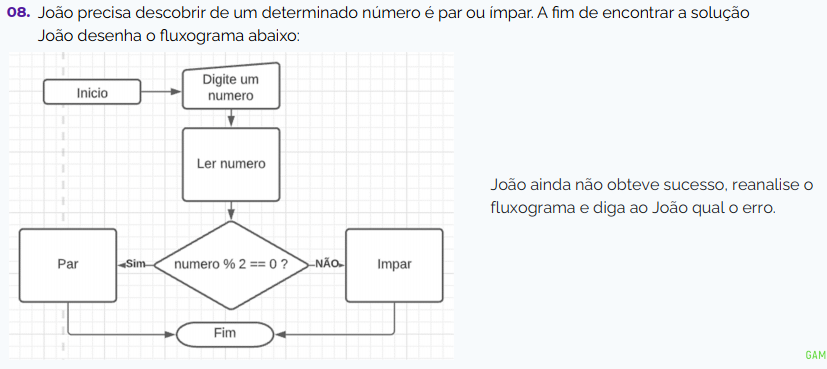 08. João precisa descobrir de um determinado número é par ou ímpar. A fim de encontrar a solução
João desenha o fluxograma abaixo:
Inicio
Digite um
numero
Ler numero
João ainda não obteve sucesso, reanalise o
fluxograma e diga ao João qual o erro.
Par
Sim
numero % 2 == 0 ?
NÃO
Impar
Fim
GAM